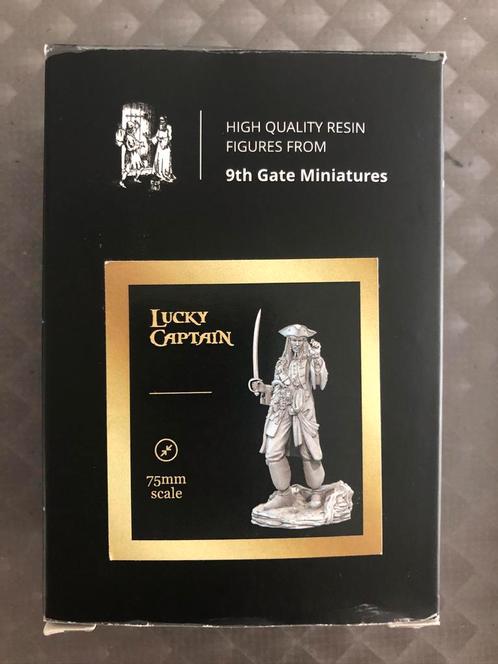 HIGH QUALITY RESIN
FIGURES FROM
9th Gate Miniatures
LUCKY
CAPTAIN
75mm
scale